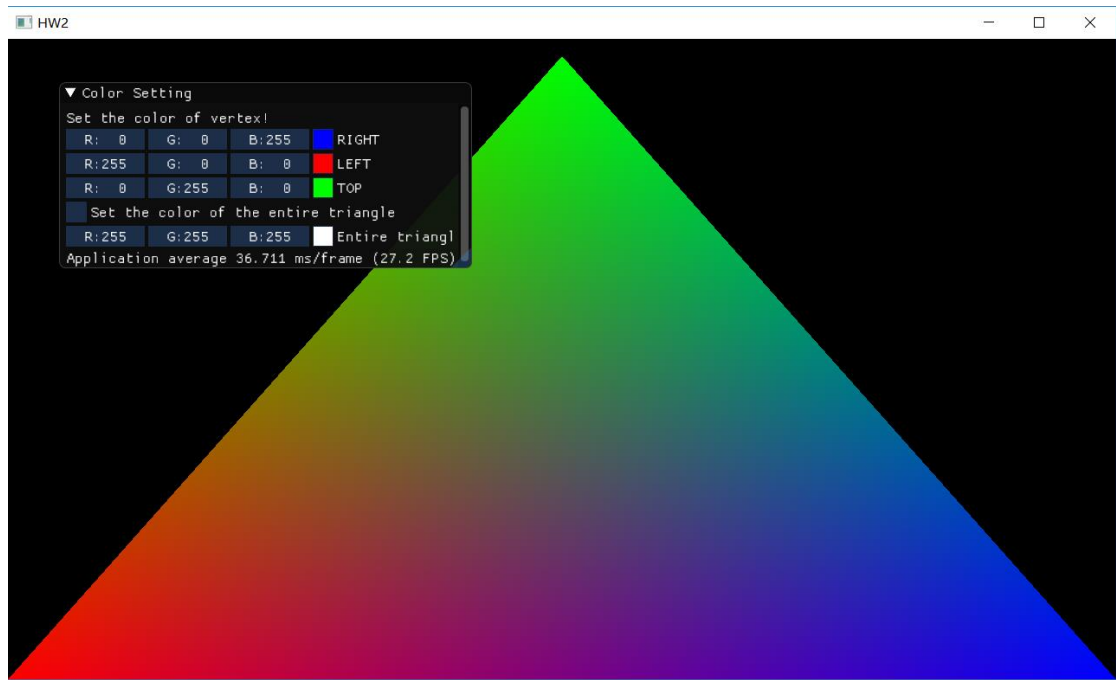 HW2
Color Setting
Set the color of vertex!
R: 0 G: 0 B:255 RIGHT
R:255 G: 0 B: 0 LEFT
R: 0 G:255 B: 0 TOP
Set the color of the entire triangle
R:255 G:255 B:255 Entire triangl
Application average 36.711 ms/frame (27.2 FPS)